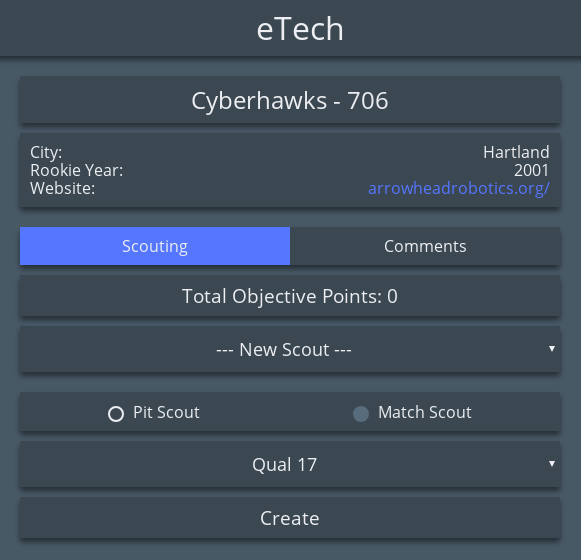 eTech
Cyberhawks - 706
City: Hartland
Rookie Year: 2001
Website: arrowheadrobotics.org/
Scouting Comments
Total Objective Points: 0
--- New Scout ---
Pit Scout Match Scout
Qual 17
Create